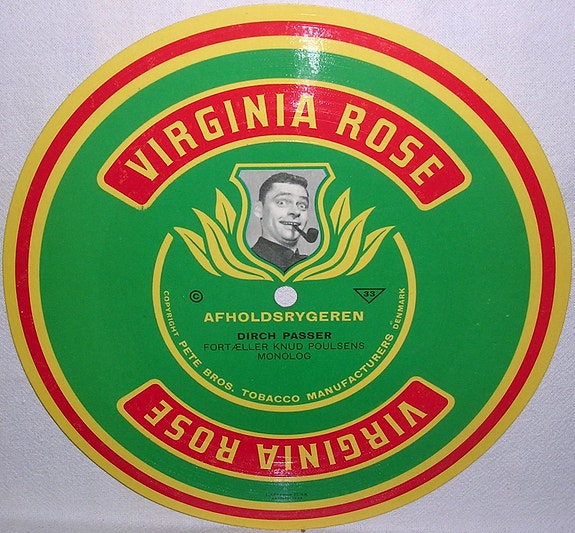 VIRGINIA ROSE
©
33
AFHOLDSRYGEREN
DIRCH PASSER
FORTÆLLER KNUD POULSENS
MONOLOG
COPYRIGHT PETE BROS. TOBACCO MANUFACTURERS DENMARK
VIRGINIA ROSE